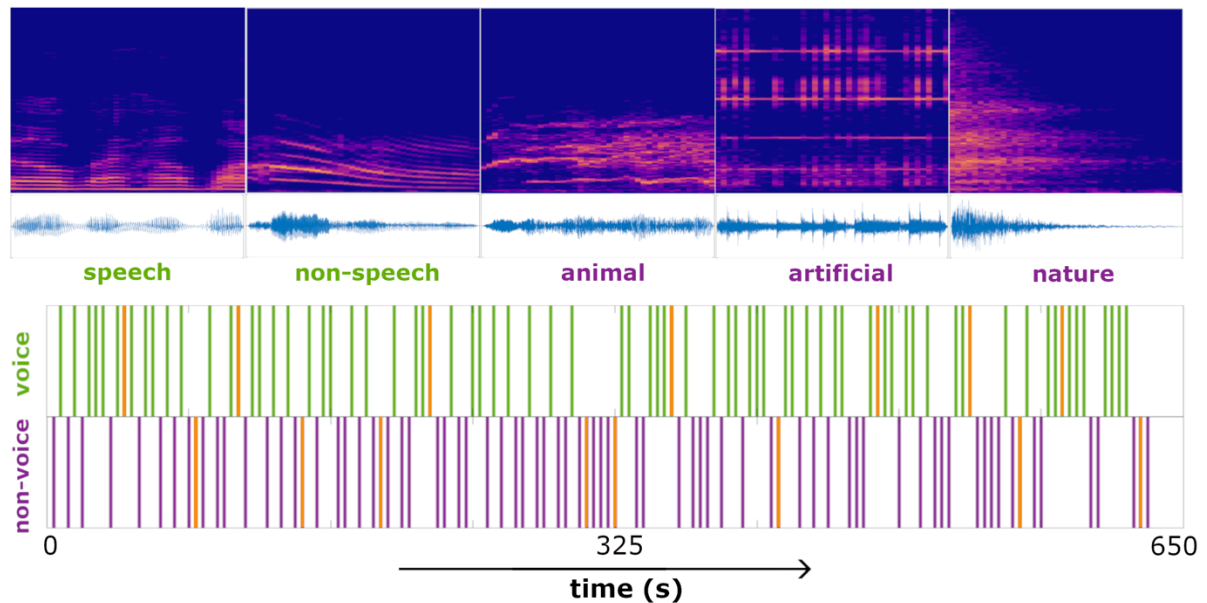 speech non-speech animal artificial nature
voice
non-voice
0 325 650
time (s)